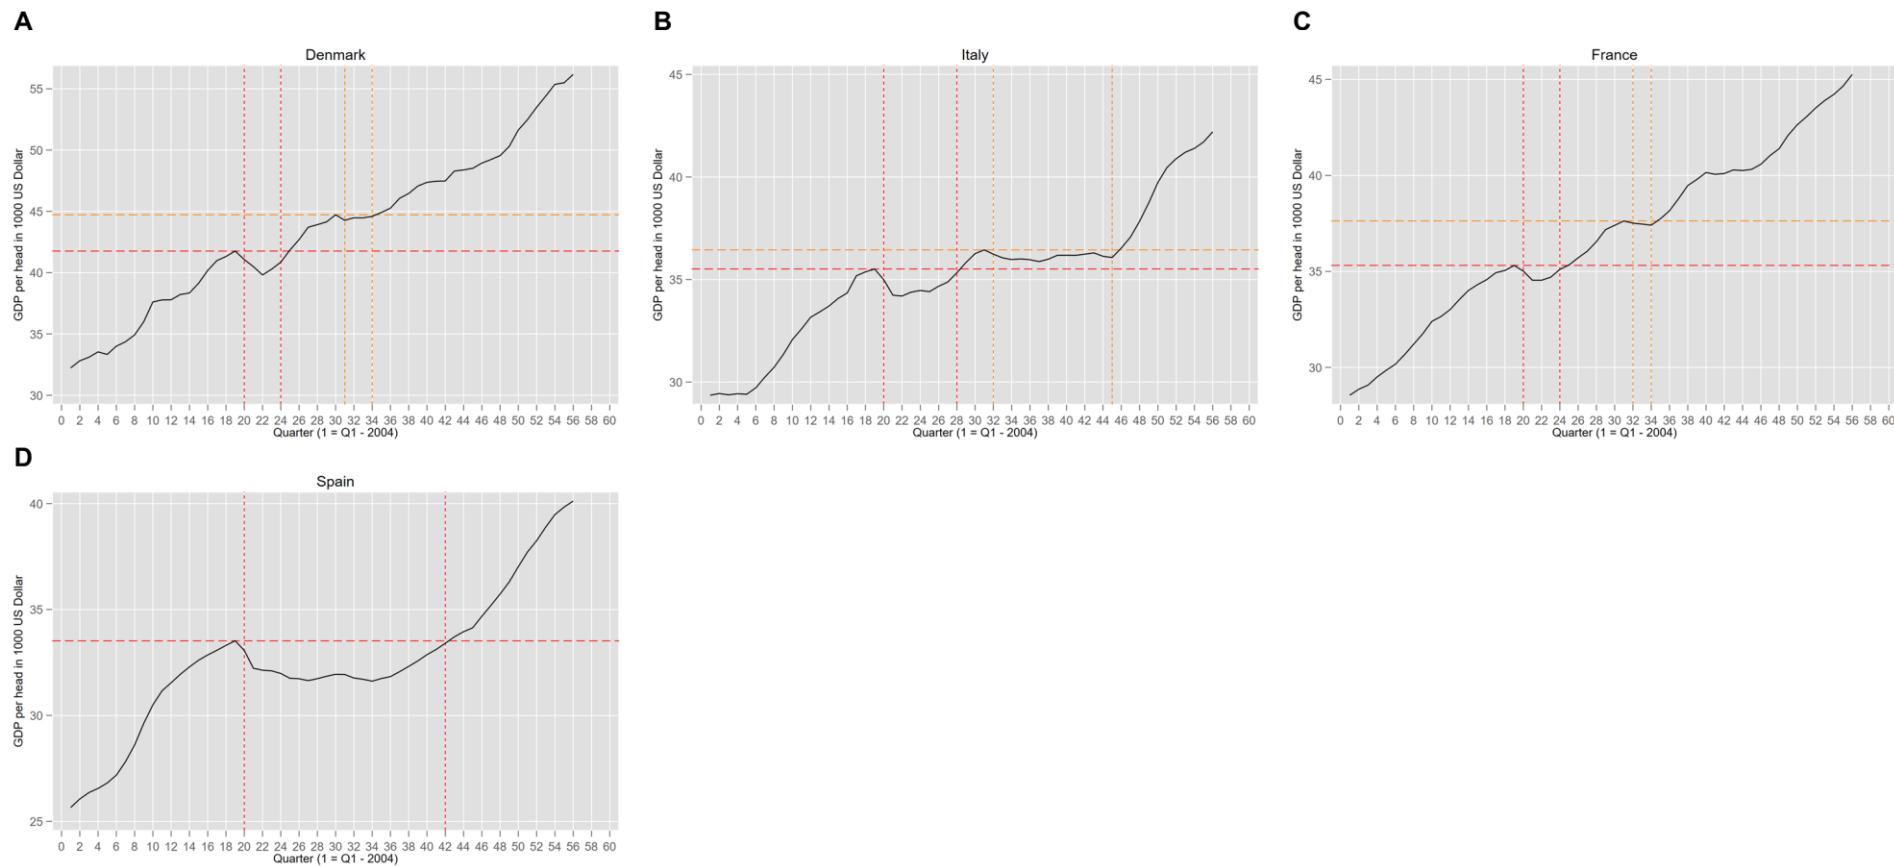 A
Denmark
GDP per head in 1000 US Dollar
55
50
45
40
35
30
0 2 4 6 8 10 12 14 16 18 20 22 24 26 28 30 32 34 36 38 40 42 44 46 48 50 52 54 56 58 60
Quarter (1 = Q1 - 2004)
B
Italy
GDP per head in 1000 US Dollar
45
40
35
30
0 2 4 6 8 10 12 14 16 18 20 22 24 26 28 30 32 34 36 38 40 42 44 46 48 50 52 54 56 58 60
Quarter (1 = Q1 - 2004)
C
France
GDP per head in 1000 US Dollar
45
40
35
30
0 2 4 6 8 10 12 14 16 18 20 22 24 26 28 30 32 34 36 38 40 42 44 46 48 50 52 54 56 58 60
Quarter (1 = Q1 - 2004)
D
Spain
GDP per head in 1000 US Dollar
40
35
30
25
0 2 4 6 8 10 12 14 16 18 20 22 24 26 28 30 32 34 36 38 40 42 44 46 48 50 52 54 56 58 60
Quarter (1 = Q1 - 2004)